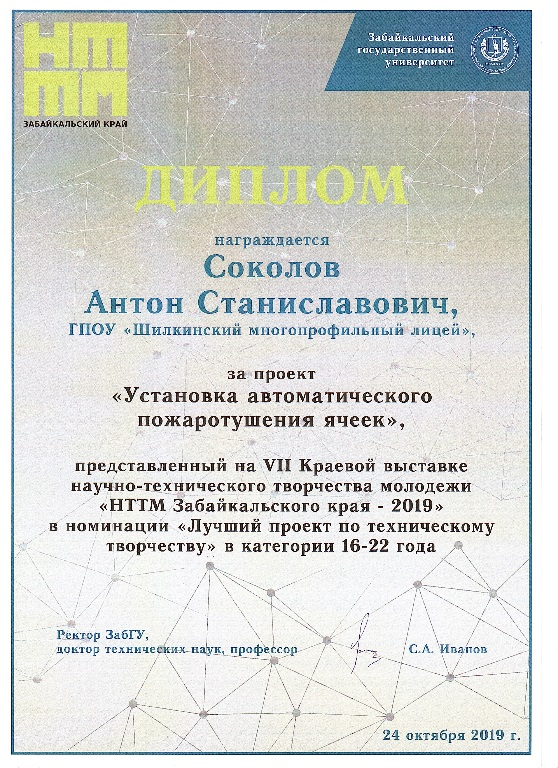 НТ
ТМ
ЗАБАЙКАЛЬСКИЙ КРАЙ
Забайкальский
государственный
университет
ДИПЛОМ
награждается
Соколов
Антон Станиславович,
ГПОУ «Шилкинский многопрофильный лицей»,
за проект
«Установка автоматического
пожаротушения ячеек»,
представленный на VII Краевой выставке
научно-технического творчества молодежи
«НТТМ Забайкальского края - 2019»
в номинации «Лучший проект по техническому
творчеству» в категории 16-22 года
Ректор ЗабГУ,
доктор технических наук, профессор
С.А. Иванов
24 октября 2019 г.